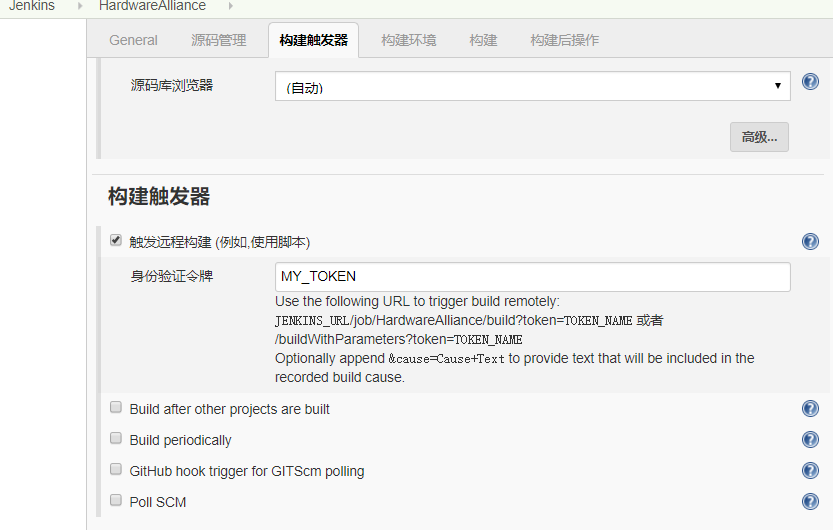 Jenkins HardwareAlliance
General 源码管理 构建触发器 构建环境 构建 构建后操作
源码库浏览器 (自动)
高级...
构建触发器
触发远程构建 (例如,使用脚本)
身份验证令牌 MY_TOKEN
Use the following URL to trigger build remotely:
JENKINS_URL/job/HardwareAlliance/build?token=TOKEN_NAME 或者
/buildWithParameters?token=TOKEN_NAME
Optionally append &cause=Cause+Text to provide text that will be included in the
recorded build cause.
Build after other projects are built
Build periodically
GitHub hook trigger for GITScm polling
Poll SCM